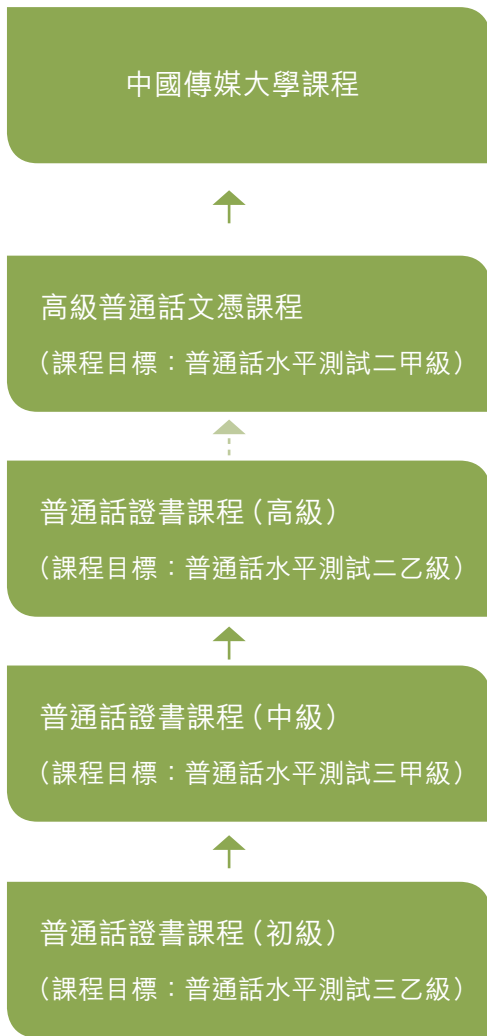 中國傳媒大學課程
高級普通話文憑課程
（課程目標：普通話水平測試二甲級）
普通話證書課程（高級）
（課程目標：普通話水平測試二乙級）
普通話證書課程（中級）
（課程目標：普通話水平測試三甲級）
普通話證書課程（初級）
（課程目標：普通話水平測試三乙級）